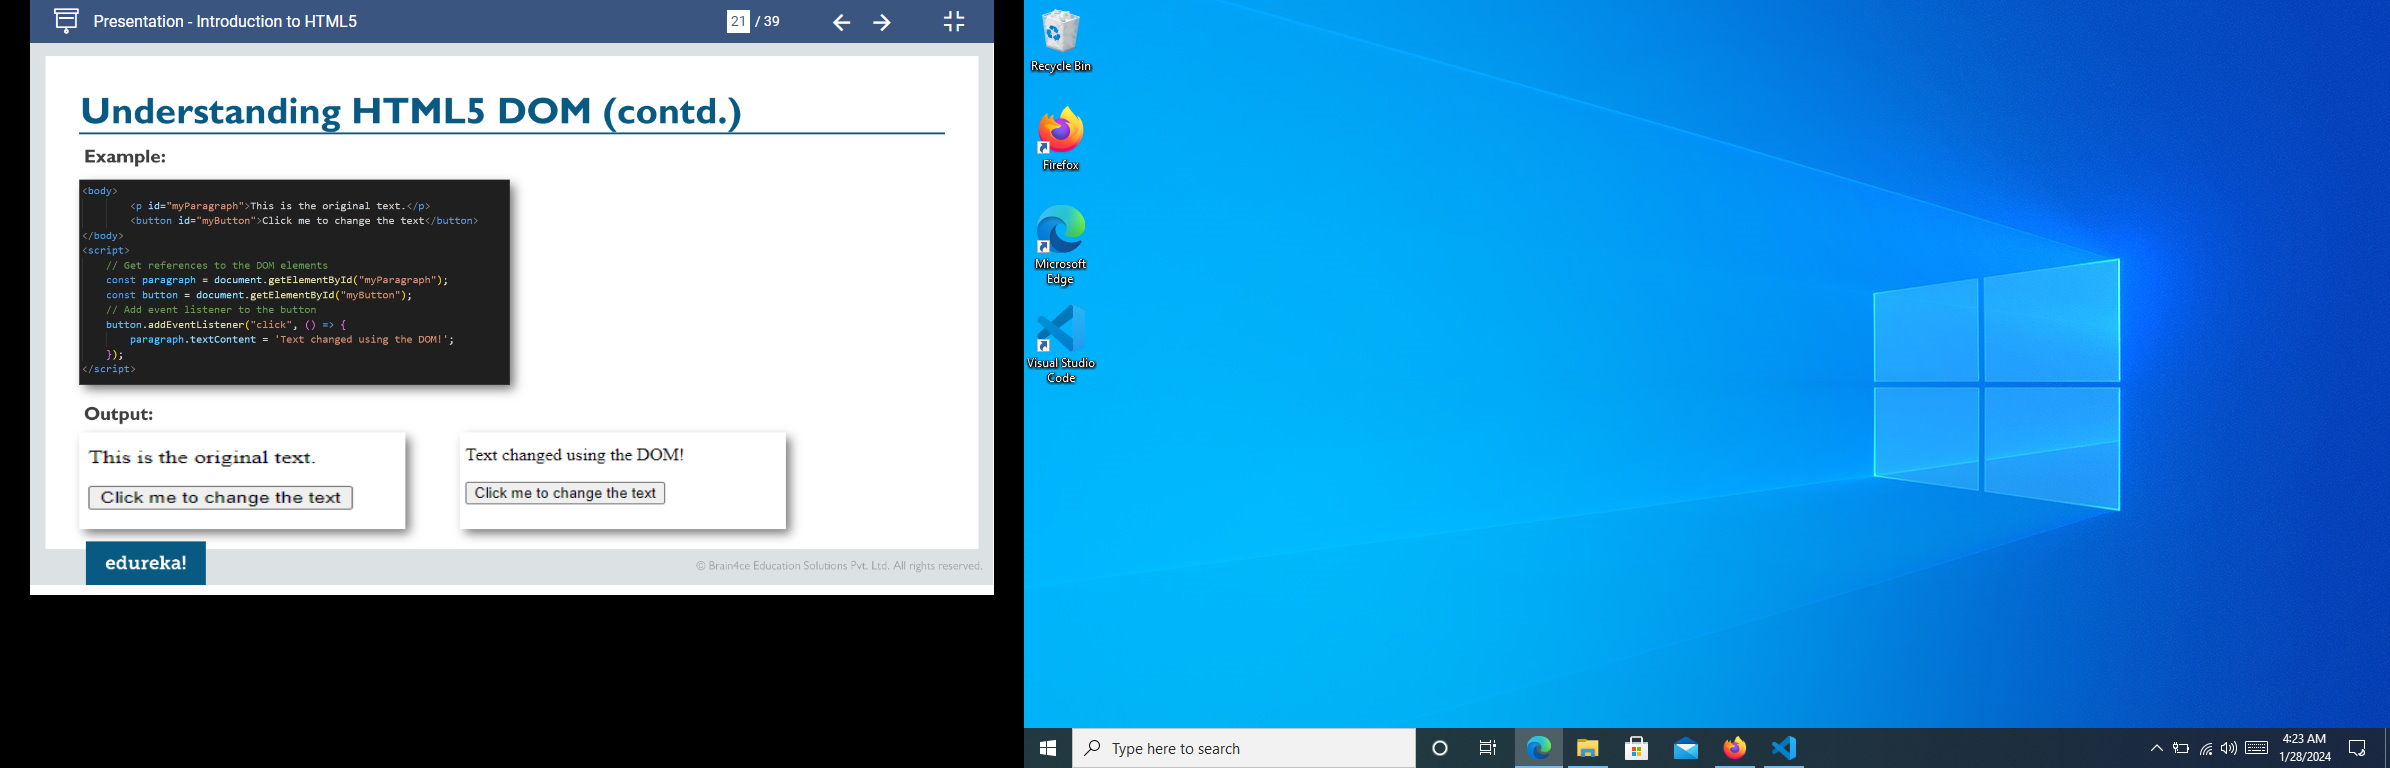 Presentation - Introduction to HTML5
21 / 39
Understanding HTML5 DOM (contd.)
Example:
<body>
<p id="myParagraph">This is the original text.</p>
<button id="myButton">Click me to change the text</button>
</body>
<script>
// Get references to the DOM elements
const paragraph = document.getElementById("myParagraph");
const button = document.getElementById("myButton");
// Add event listener to the button
button.addEventListener("click", () => {
paragraph.textContent = 'Text changed using the DOM!';
});
</script>
Output:
This is the original text.
Click me to change the text
Text changed using the DOM!
Click me to change the text
edureka!
© Brain4ce Education Solutions Pvt. Ltd. All rights reserved.
Recycle Bin
Firefox
Microsoft
Edge
Visual Studio
Code
Type here to search
4:23 AM
1/28/2024